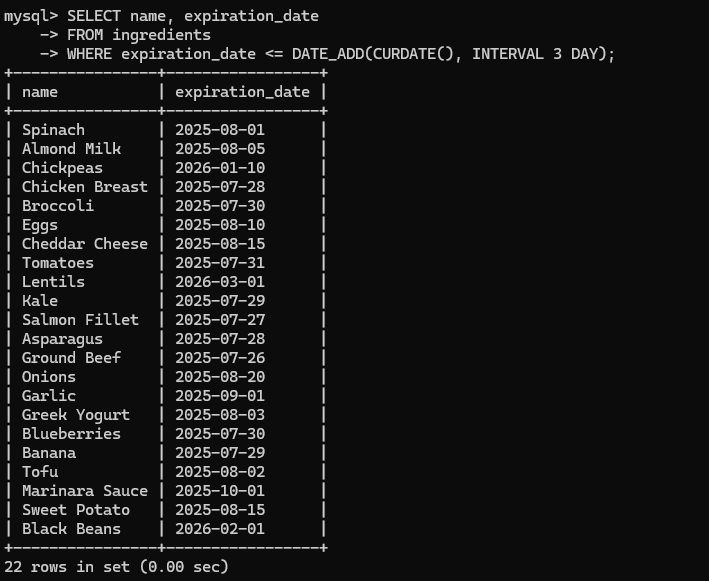 mysql> SELECT name, expiration_date
    -> FROM ingredients
    -> WHERE expiration_date <= DATE_ADD(CURDATE(), INTERVAL 3 DAY);
+----------------+-----------------+
| name           | expiration_date |
+----------------+-----------------+
| Spinach        | 2025-08-01      |
| Almond Milk    | 2025-08-05      |
| Chickpeas      | 2026-01-10      |
| Chicken Breast | 2025-07-28      |
| Broccoli       | 2025-07-30      |
| Eggs           | 2025-08-10      |
| Cheddar Cheese | 2025-08-15      |
| Tomatoes       | 2025-07-31      |
| Lentils        | 2026-03-01      |
| Kale           | 2025-07-29      |
| Salmon Fillet  | 2025-07-27      |
| Asparagus      | 2025-07-28      |
| Ground Beef    | 2025-07-26      |
| Onions         | 2025-08-20      |
| Garlic         | 2025-09-01      |
| Greek Yogurt   | 2025-08-03      |
| Blueberries    | 2025-07-30      |
| Banana         | 2025-07-29      |
| Tofu           | 2025-08-02      |
| Marinara Sauce | 2025-10-01      |
| Sweet Potato   | 2025-08-15      |
| Black Beans    | 2026-02-01      |
+----------------+-----------------+
22 rows in set (0.00 sec)